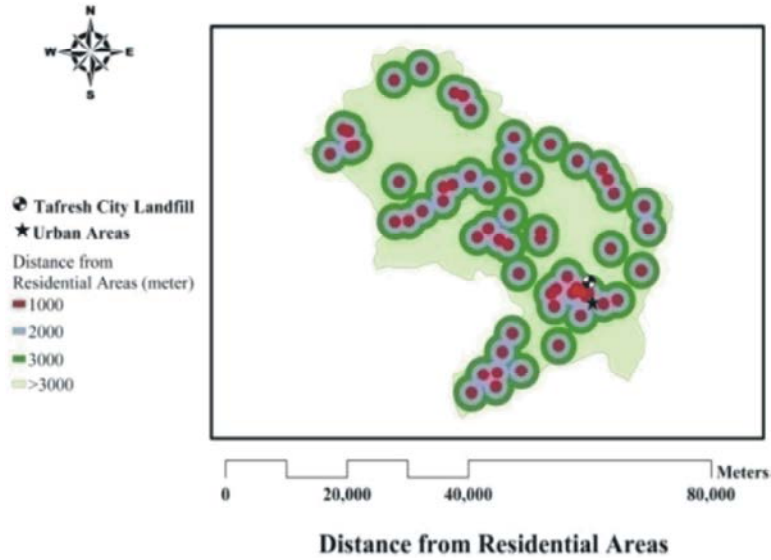 N
W E
S
Tafresh City Landfill
Urban Areas
Distance from
Residential Areas (meter)
1000
2000
3000
>3000
Meters
0 20,000 40,000 80,000
Distance from Residential Areas